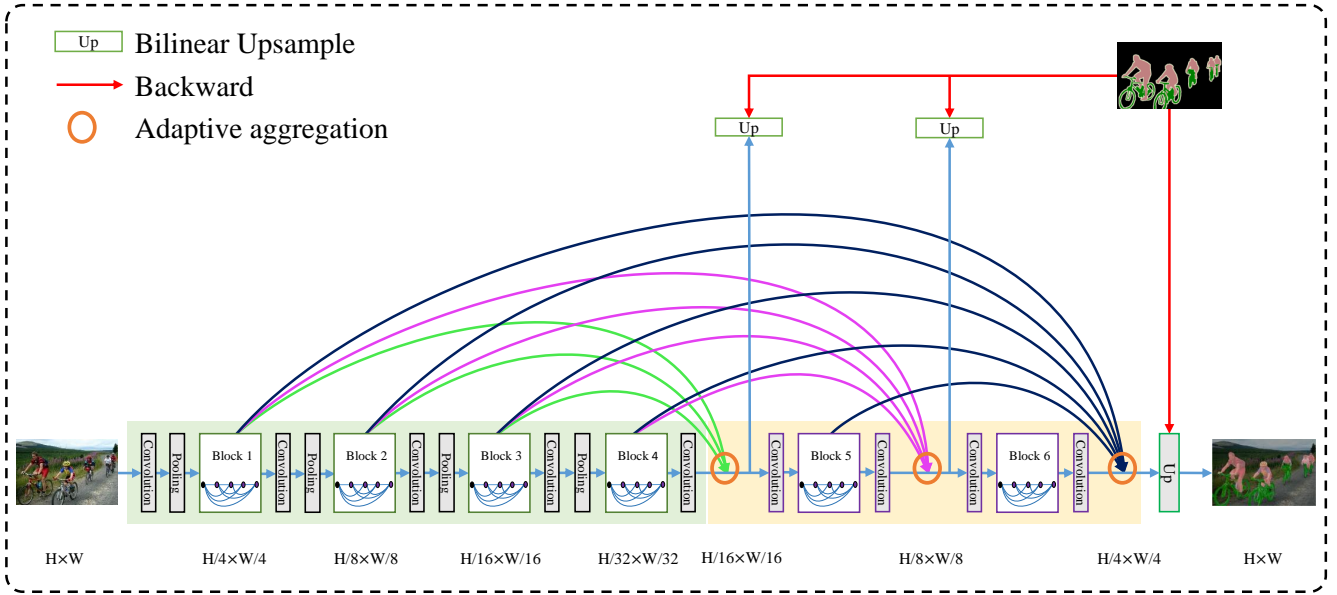 Up Bilinear Upsample
Backward
Adaptive aggregation
Up
Up
Convolution
Pooling
Block 1
Convolution
Pooling
Block 2
Convolution
Pooling
Block 3
Convolution
Pooling
Block 4
Convolution
Convolution
Block 5
Convolution
Convolution
Block 6
Convolution
Up
H×W
H/4×W/4
H/8×W/8
H/16×W/16
H/32×W/32
H/16×W/16
H/8×W/8
H/4×W/4
H×W